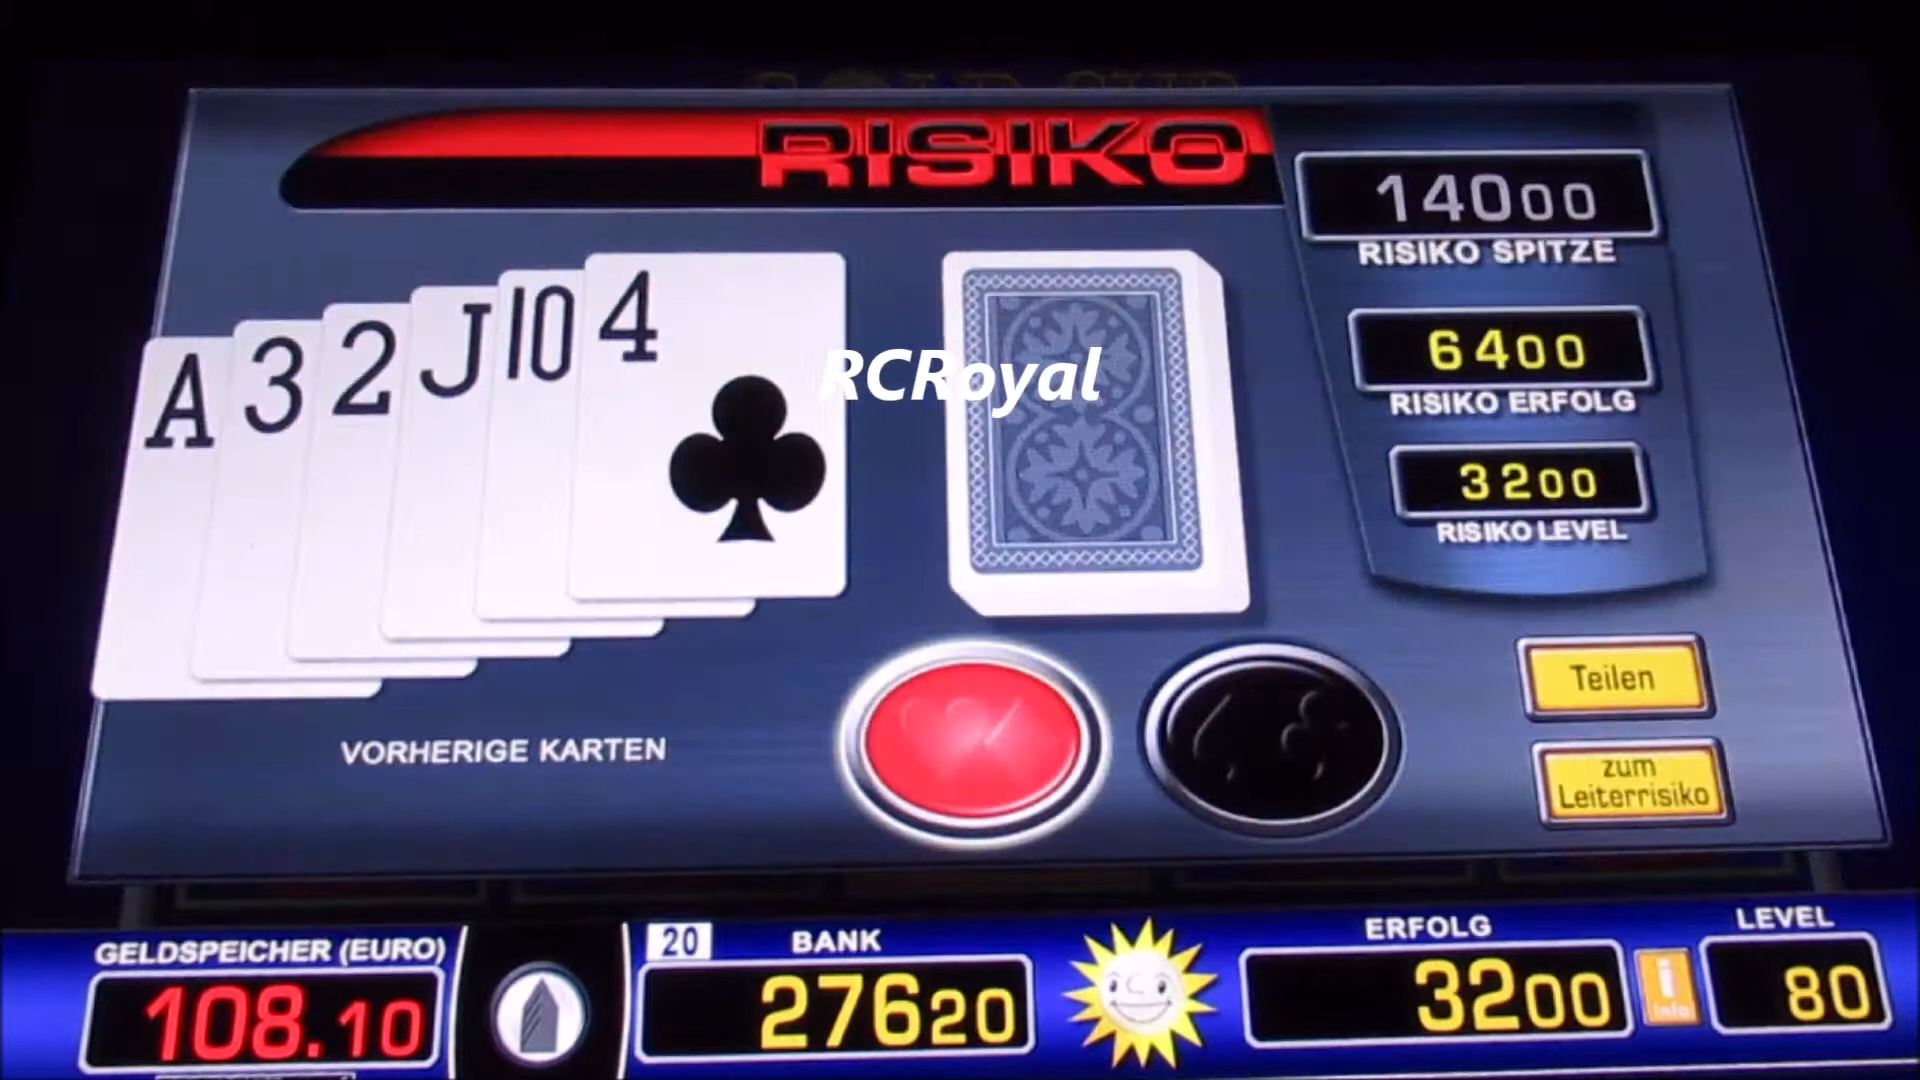 RISIKO
14000
RISIKO SPITZE
6400
RISIKO ERFOLG
3200
RISIKO LEVEL
A
3
2
J
10
4
RCRoyal
VORHERIGE KARTEN
Teilen
zum
Leiterrisiko
GELDSPEICHER (EURO)
108.10
20
BANK
27620
ERFOLG
3200
i
Info
LEVEL
80